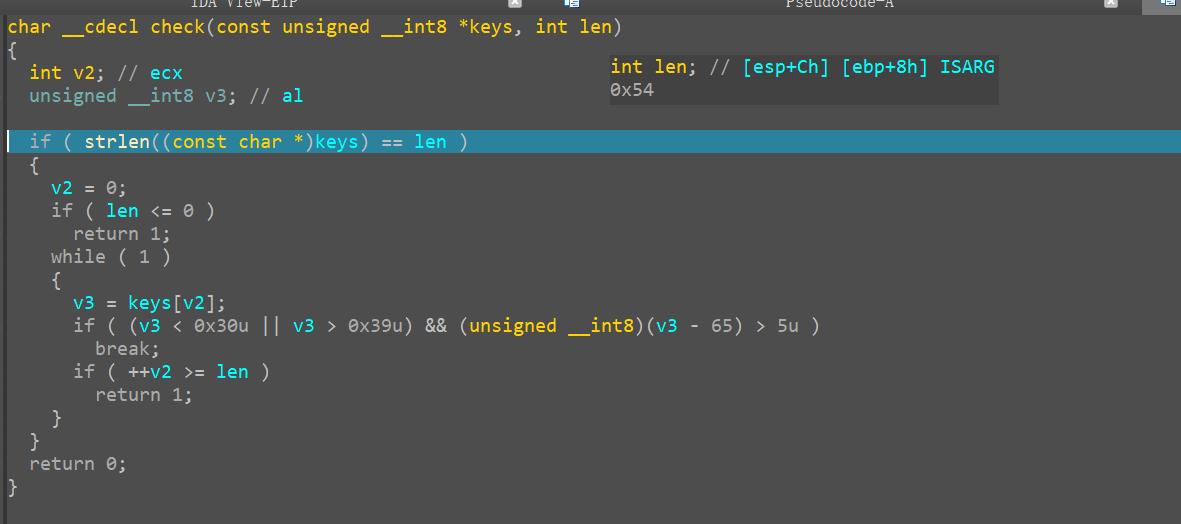 IDA View-EIP Pseudocode-A
char __cdecl check(const unsigned __int8 *keys, int len)
{
  int v2; // ecx
  unsigned __int8 v3; // al
int len; // [esp+Ch] [ebp+8h] ISARG
0x54
  if ( strlen((const char *)keys) == len )
  {
    v2 = 0;
    if ( len <= 0 )
      return 1;
    while ( 1 )
    {
      v3 = keys[v2];
      if ( (v3 < 0x30u || v3 > 0x39u) && (unsigned __int8)(v3 - 65) > 5u )
        break;
      if ( ++v2 >= len )
        return 1;
    }
  }
  return 0;
}